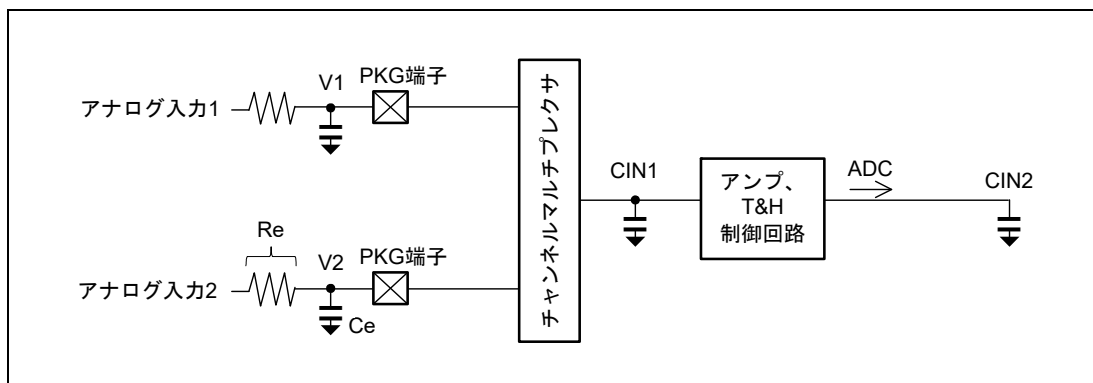 アナログ入力1
V1
PKG端子
Re
アナログ入力2
V2
PKG端子
Ce
チャンネルマルチプレクサ
CIN1
アンプ、
T&H
制御回路
ADC
CIN2